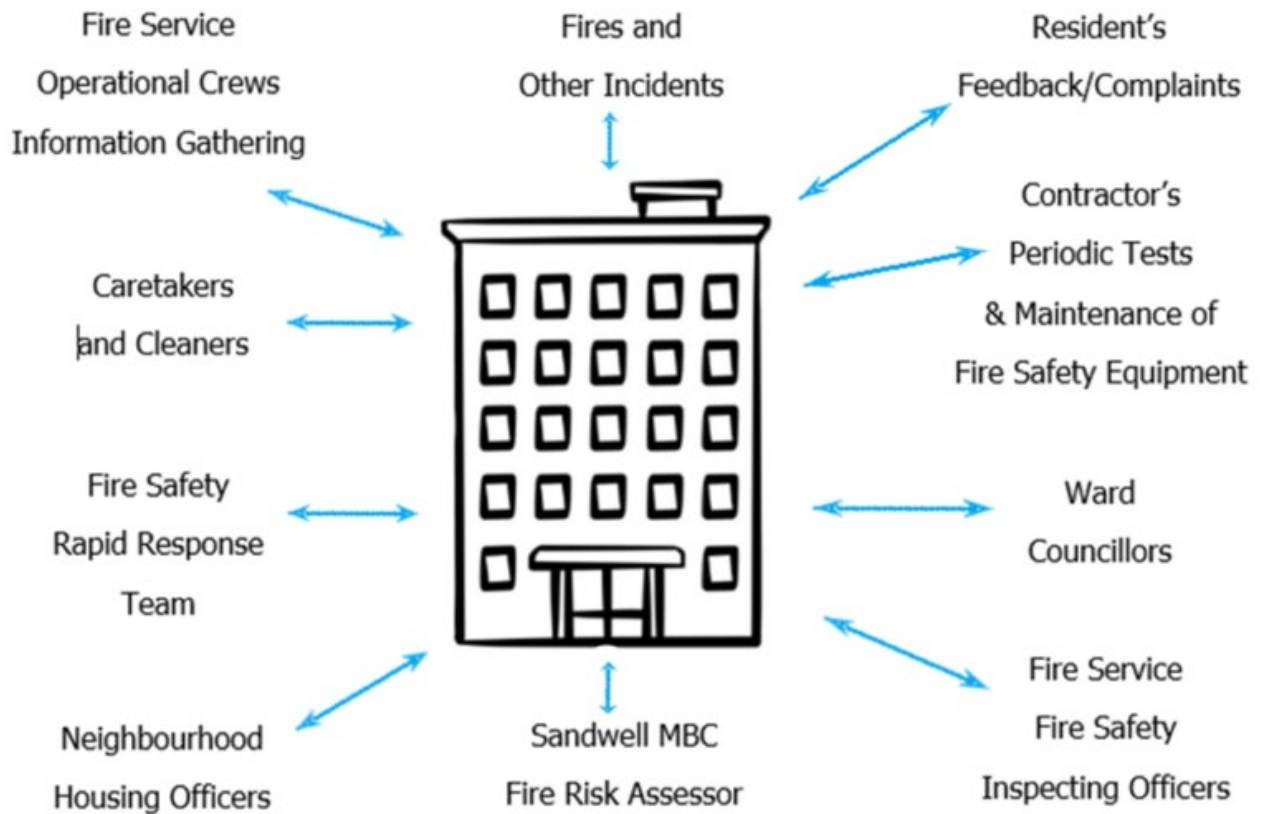 Fire Service
Operational Crews
Information Gathering
Fires and
Other Incidents
Resident’s
Feedback/Complaints
Contractor’s
Periodic Tests
& Maintenance of
Fire Safety Equipment
Caretakers
and Cleaners
Fire Safety
Rapid Response
Team
Ward
Councillors
Neighbourhood
Housing Officers
Sandwell MBC
Fire Risk Assessor
Fire Service
Fire Safety
Inspecting Officers